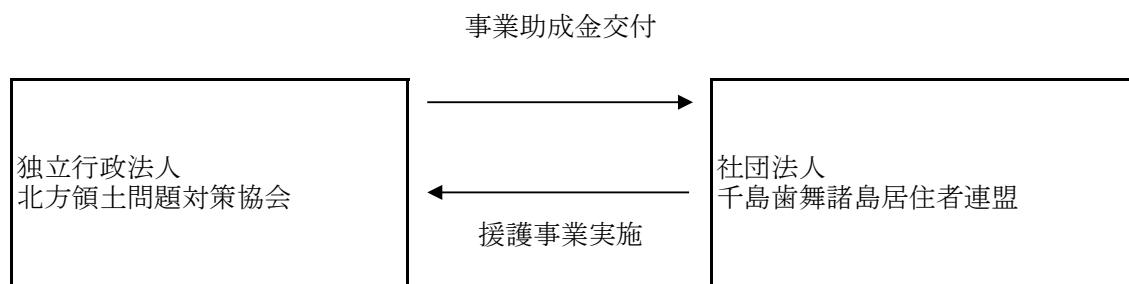 事業助成金交付
独立行政法人
北方領土問題対策協会
社団法人
千島歯舞諸島居住者連盟
援護事業実施